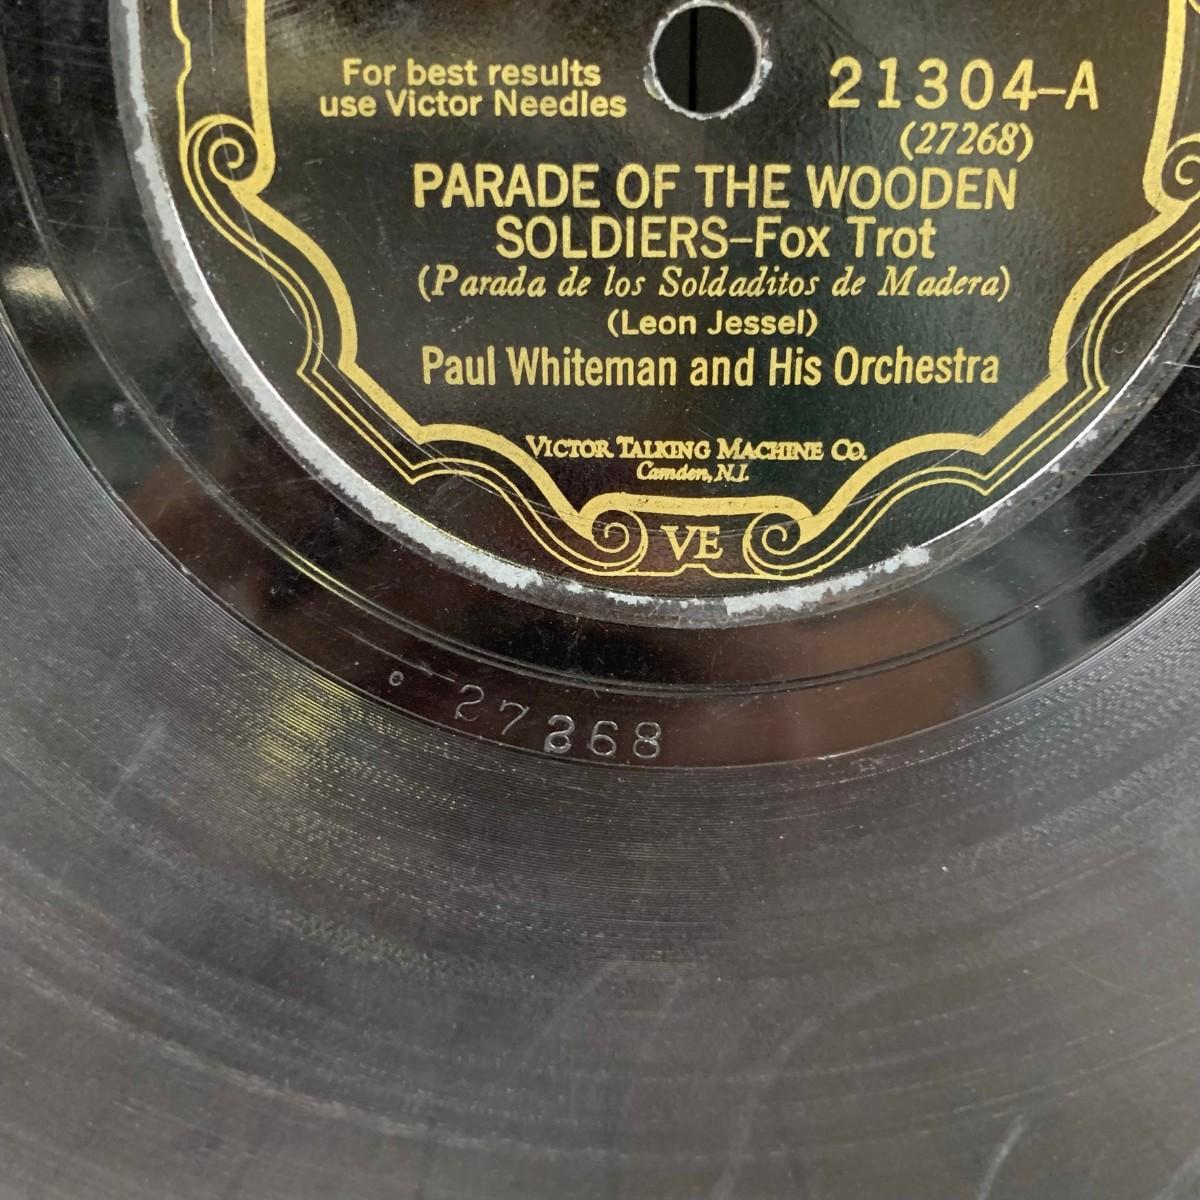 For best results
use Victor Needles
21304-A
(27268)
PARADE OF THE WOODEN
SOLDIERS-Fox Trot
(Parada de los Soldaditos de Madera)
(Leon Jessel)
Paul Whiteman and His Orchestra
VICTOR TALKING MACHINE CO.
Camden, N.J.
VE
27268